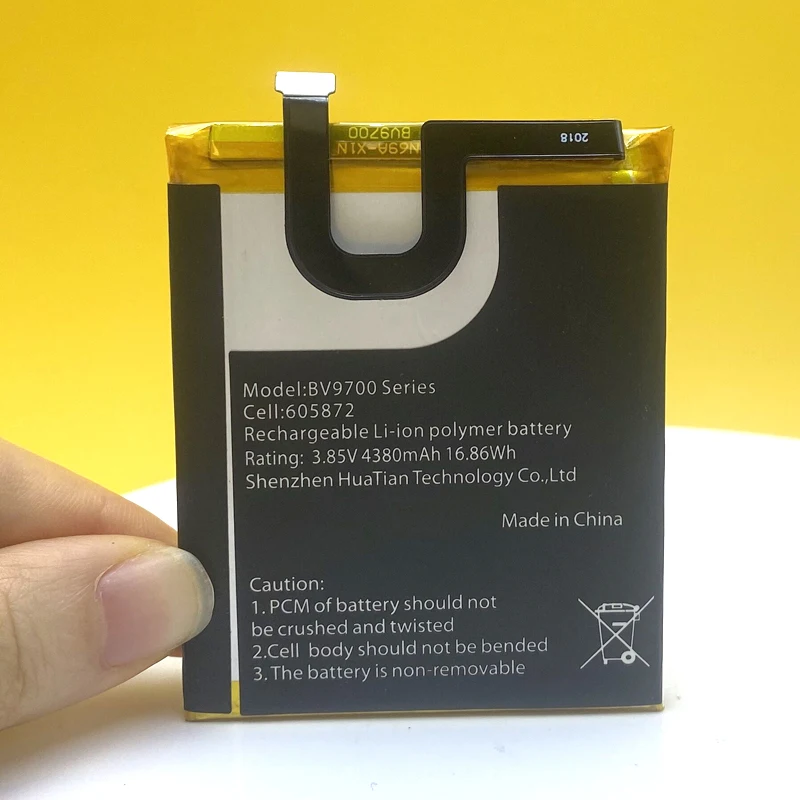 BV9700
N69A-X1N
2018
Model:BV9700 Series
Cell:605872
Rechargeable Li-ion polymer battery
Rating: 3.85V 4380mAh 16.86Wh
Shenzhen HuaTian Technology Co.,Ltd
Made in China
Caution:
1. PCM of battery should not
be crushed and twisted
2.Cell body should not be bended
3. The battery is non-removable